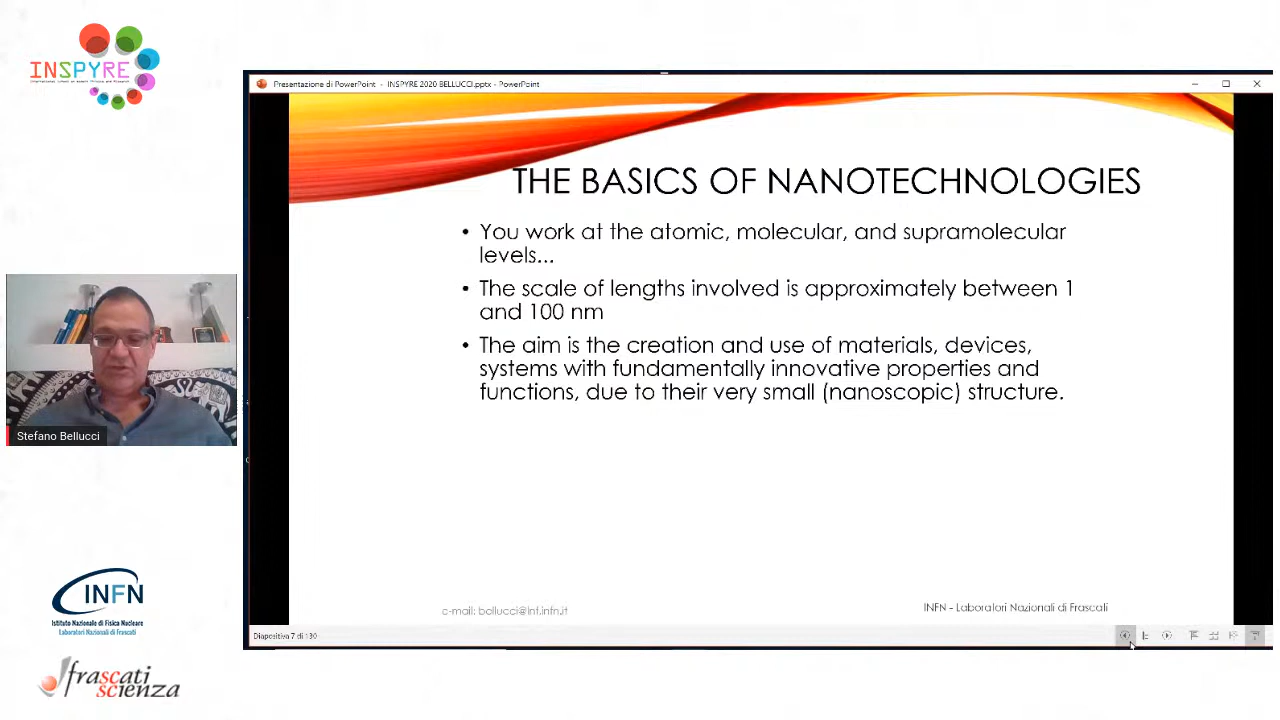 INSPYRE
Presentazione di PowerPoint - INSPYRE 2020 BELLUCCI.pptx - PowerPoint
THE BASICS OF NANOTECHNOLOGIES
• You work at the atomic, molecular, and supramolecular
levels...
• The scale of lengths involved is approximately between 1
and 100 nm
• The aim is the creation and use of materials, devices,
systems with fundamentally innovative properties and
functions, due to their very small (nanoscopic) structure.
Stefano Bellucci
e-mail: bellucci@lnf.infn.it
INFN - Laboratori Nazionali di Frascati
Diapositiva 7 di 130
INFN
Istituto Nazionale di Fisica Nucleare
Laboratori Nazionali di Frascati
frascati
scienza